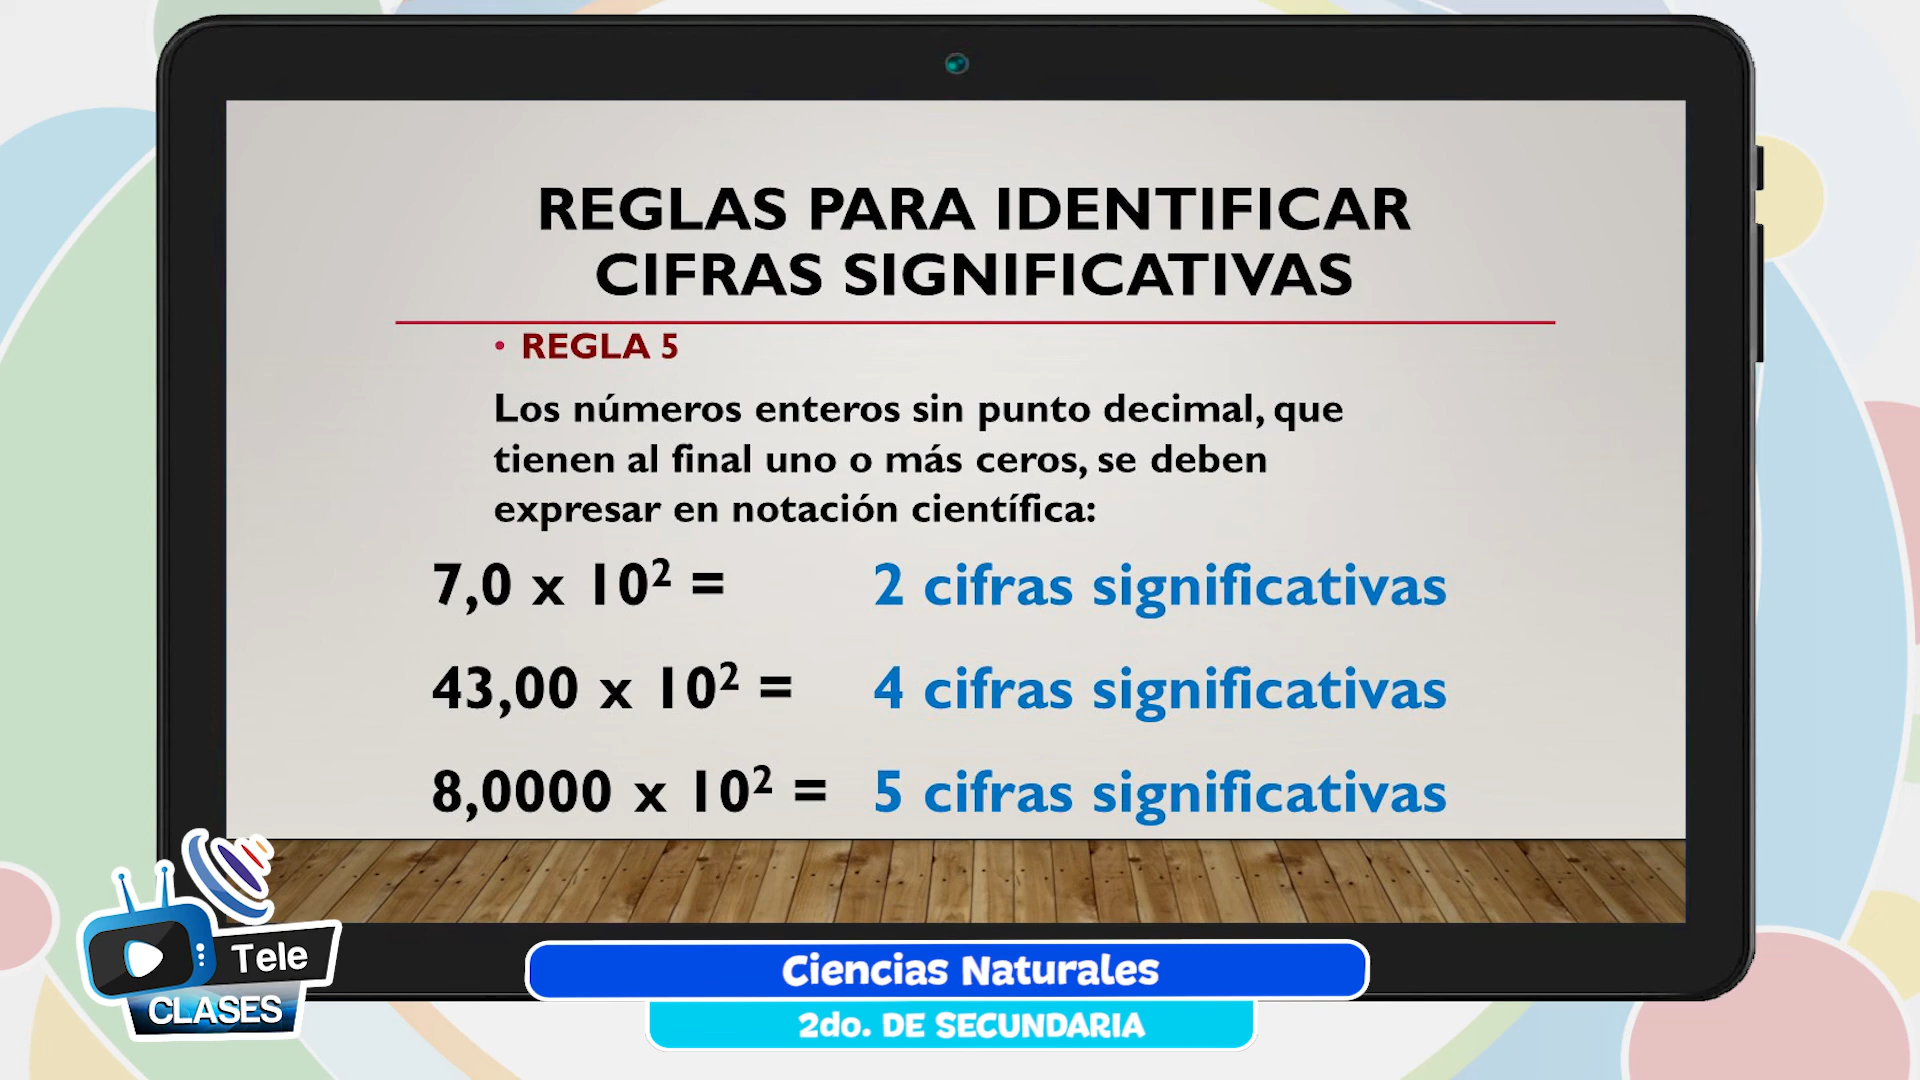 REGLAS PARA IDENTIFICAR
CIFRAS SIGNIFICATIVAS
• REGLA 5
Los números enteros sin punto decimal, que
tienen al final uno o más ceros, se deben
expresar en notación científica:
7,0 x 10² = 2 cifras significativas
43,00 x 10² = 4 cifras significativas
8,0000 x 10² = 5 cifras significativas
Tele
CLASES
Ciencias Naturales
2do. DE SECUNDARIA